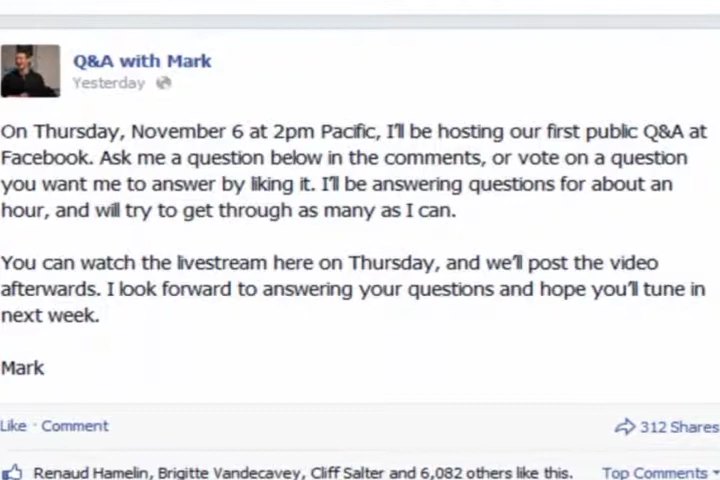 Q&A with Mark
Yesterday
On Thursday, November 6 at 2pm Pacific, I'll be hosting our first public Q&A at
Facebook. Ask me a question below in the comments, or vote on a question
you want me to answer by liking it. I'll be answering questions for about an
hour, and will try to get through as many as I can.
You can watch the livestream here on Thursday, and we'll post the video
afterwards. I look forward to answering your questions and hope you'll tune in
next week.
Mark
Like · Comment
312 Shares
Renaud Hamelin, Brigitte Vandecavey, Cliff Salter and 6,082 others like this.
Top Comments